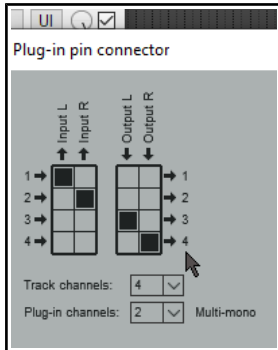 UI
Plug-in pin connector
Input L
Input R
Output L
Output R
1
1
2
2
3
3
4
4
Track channels: 4
Plug-in channels: 2 Multi-mono